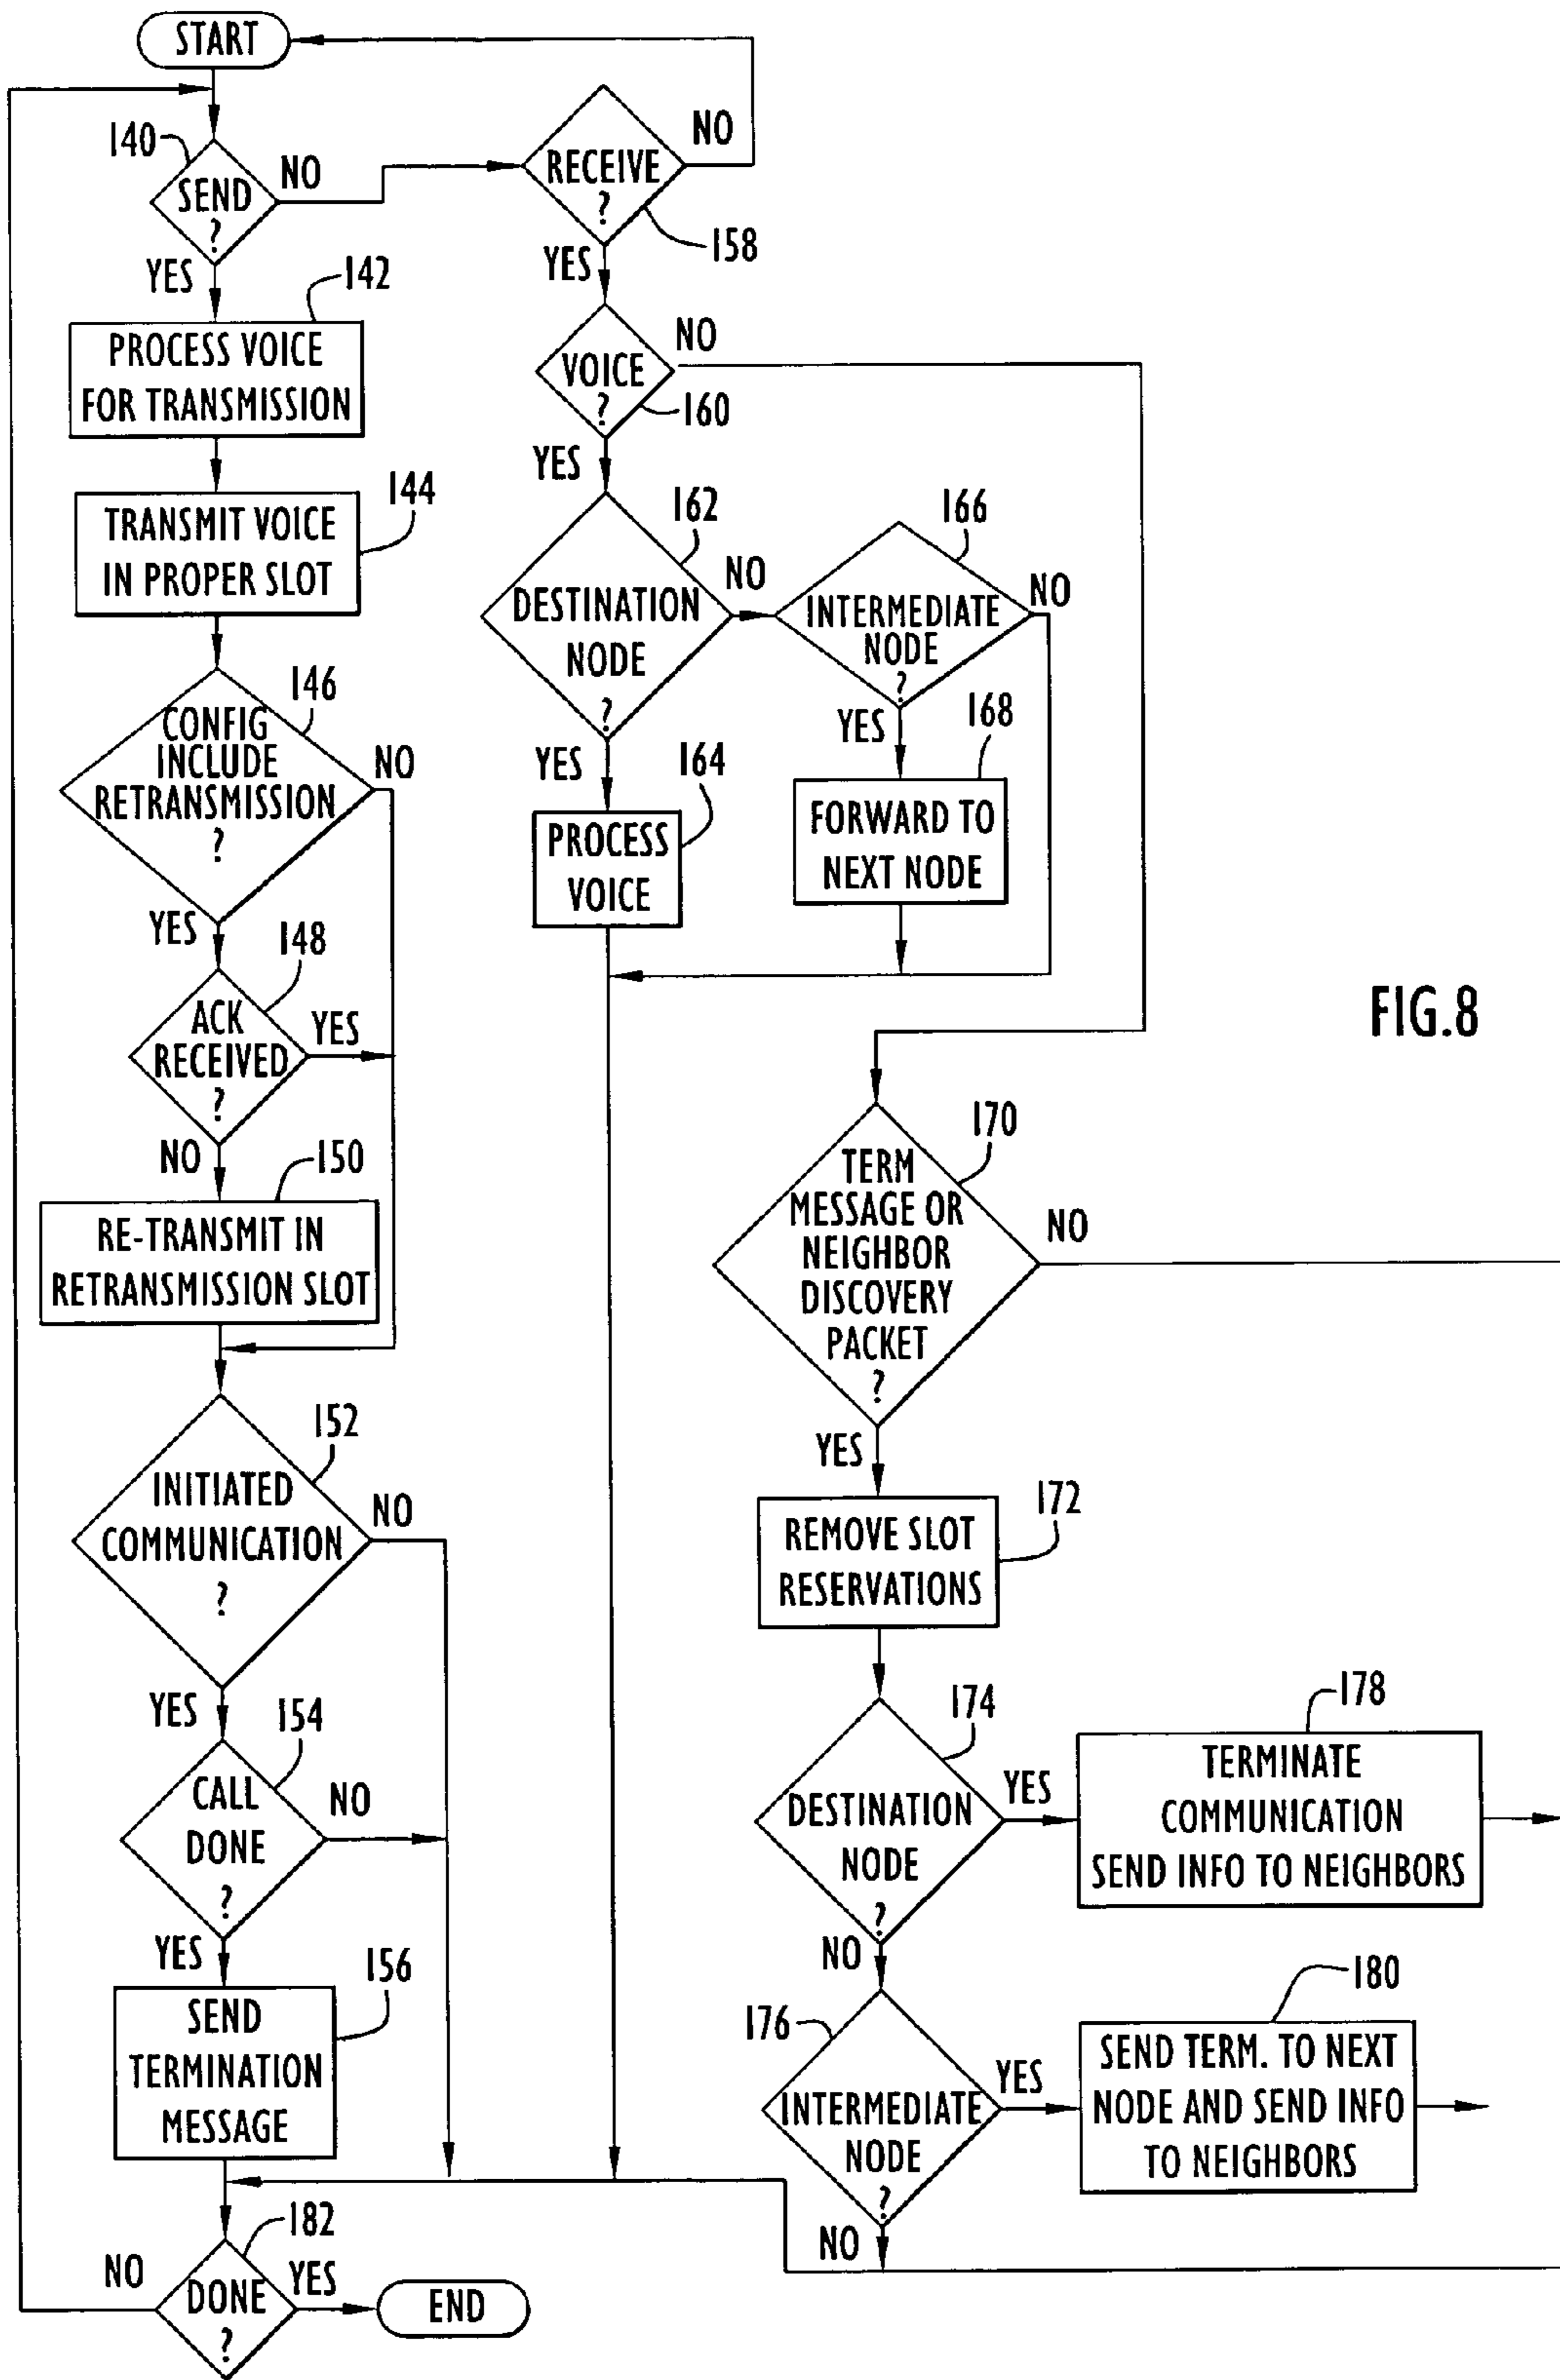 START
140
SEND
?
NO
YES
142
PROCESS VOICE
FOR TRANSMISSION
144
TRANSMIT VOICE
IN PROPER SLOT
146
CONFIG
INCLUDE
RETRANSMISSION
?
NO
YES
148
ACK
RECEIVED
?
YES
NO
150
RE-TRANSMIT IN
RETRANSMISSION SLOT
152
INITIATED
COMMUNICATION
?
NO
YES
154
CALL
DONE
?
NO
YES
156
SEND
TERMINATION
MESSAGE
182
DONE
?
NO
YES
END
RECEIVE
?
NO
158
YES
VOICE
?
NO
160
YES
162
DESTINATION
NODE
?
NO
YES
164
PROCESS
VOICE
166
INTERMEDIATE
NODE
?
NO
YES
168
FORWARD TO
NEXT NODE
FIG.8
170
TERM
MESSAGE OR
NEIGHBOR
DISCOVERY
PACKET
?
NO
YES
172
REMOVE SLOT
RESERVATIONS
174
DESTINATION
NODE
?
YES
NO
178
TERMINATE
COMMUNICATION
SEND INFO TO NEIGHBORS
176
INTERMEDIATE
NODE
?
YES
NO
180
SEND TERM. TO NEXT
NODE AND SEND INFO
TO NEIGHBORS